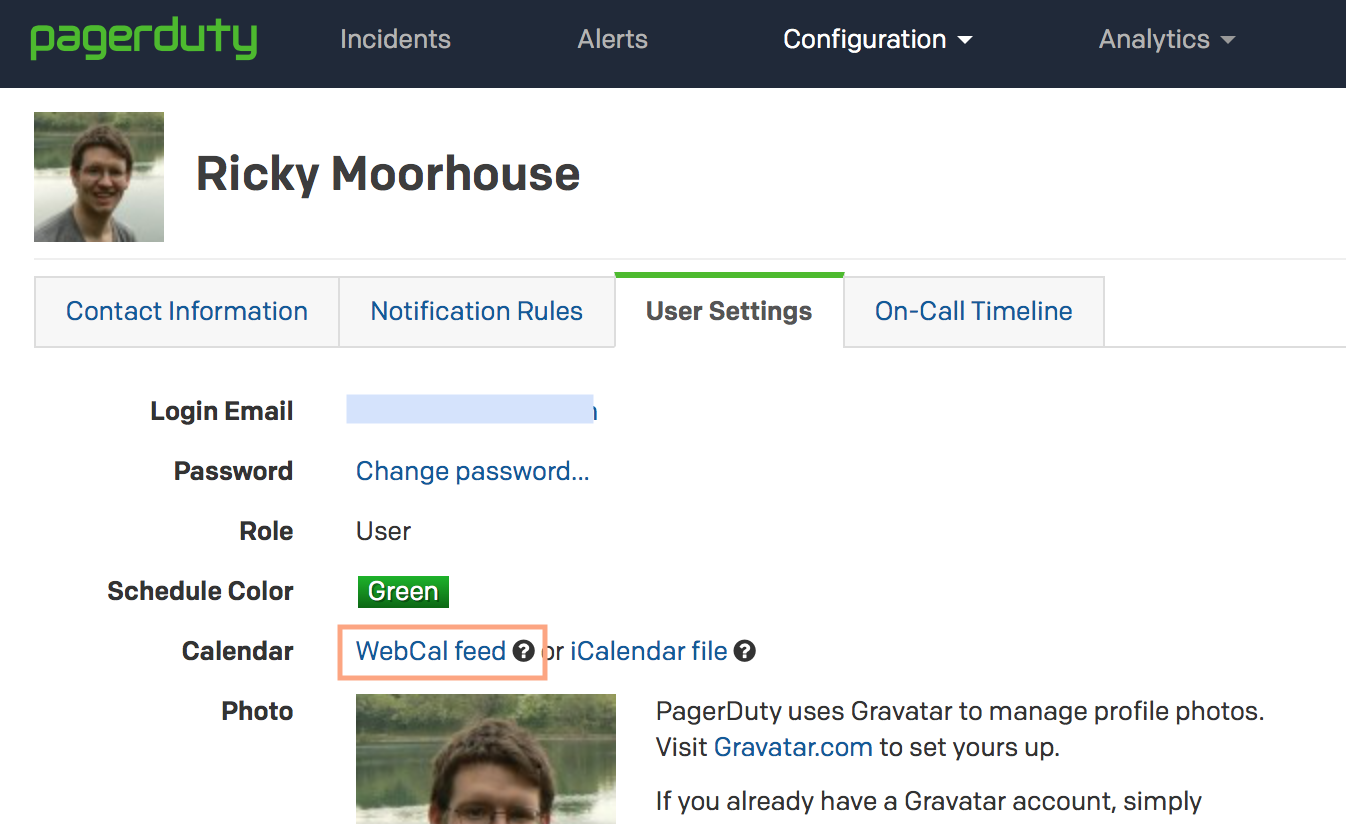 pagerduty Incidents Alerts Configuration Analytics
Ricky Moorhouse
Contact Information Notification Rules User Settings On-Call Timeline
Login Email
Password Change password...
Role User
Schedule Color Green
Calendar WebCal feed ? or iCalendar file ?
Photo PagerDuty uses Gravatar to manage profile photos.
Visit Gravatar.com to set yours up.
If you already have a Gravatar account, simply